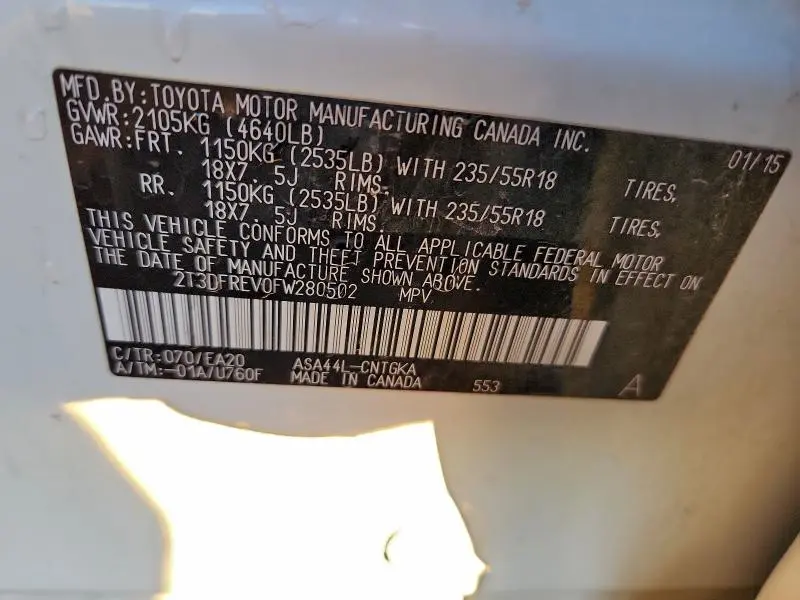 MFD.BY:TOYOTA MOTOR MANUFACTURING CANADA INC. 01/15
GVWR:2105KG (4640LB)
GAWR:FRT. 1150KG (2535LB) WITH 235/55R18 TIRES,
18X7.5J RIMS.
RR. 1150KG (2535LB) WITH 235/55R18 TIRES,
18X7.5J RIMS.
THIS VEHICLE CONFORMS TO ALL APPLICABLE FEDERAL MOTOR
VEHICLE SAFETY AND THEFT PREVENTION STANDARDS IN EFFECT ON
THE DATE OF MANUFACTURE SHOWN ABOVE.
2T3DFREV0FW280502 MPV
C/TR:070/EA20 ASA44L-CNTGKA
A/TM:-01A/U760F MADE IN CANADA 553 A